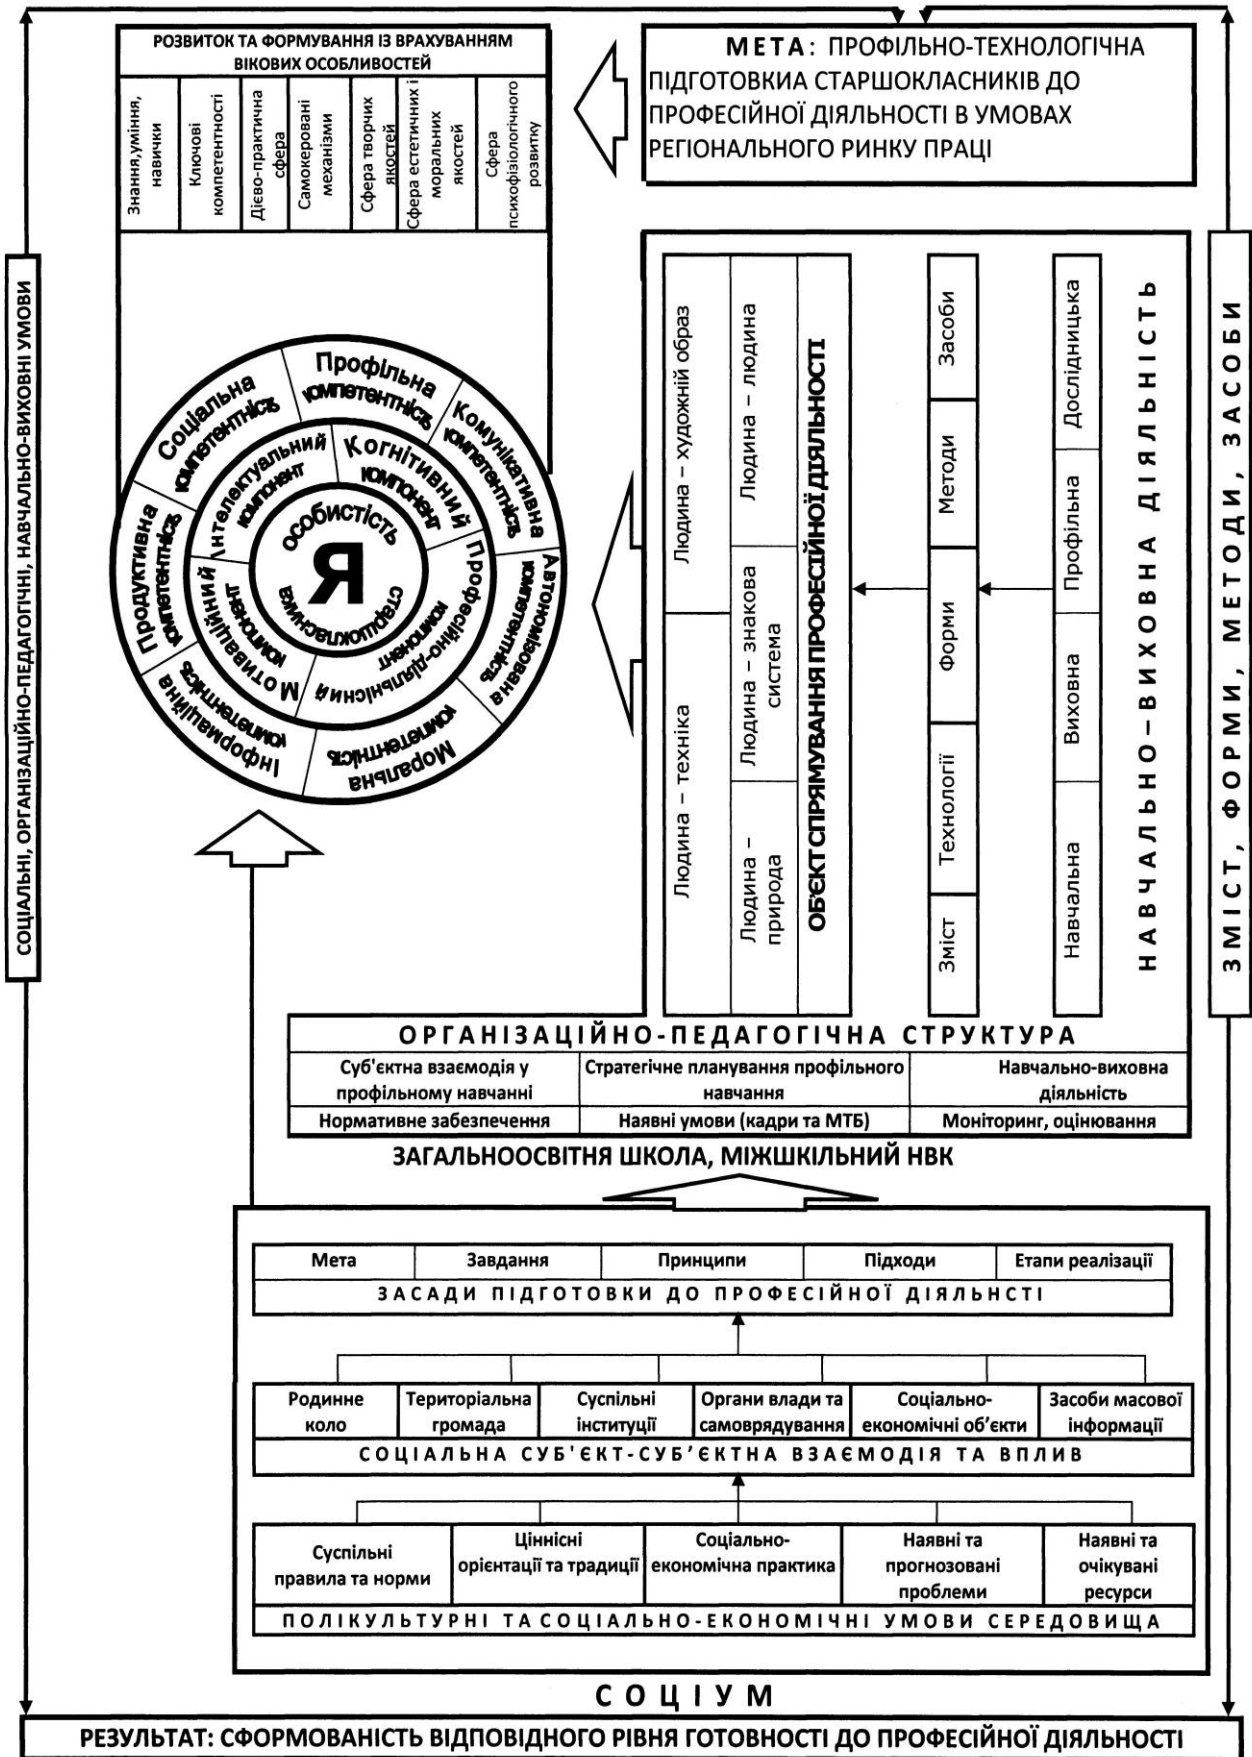 РОЗВИТОК ТА ФОРМУВАННЯ ІЗ ВРАХУВАННЯМ
ВІКОВИХ ОСОБЛИВОСТЕЙ
Знання,уміння,
навички
Ключові
компетентності
Дієво-практична
сфера
Самокеровані
механізми
Сфера творчих
якостей
Сфера естетичних і
моральних
якостей
Сфера
психофізіологічного
розвитку
МЕТА: ПРОФІЛЬНО-ТЕХНОЛОГІЧНА
ПІДГОТОВКИА СТАРШОКЛАСНИКІВ ДО
ПРОФЕСІЙНОЇ ДІЯЛЬНОСТІ В УМОВАХ
РЕГІОНАЛЬНОГО РИНКУ ПРАЦІ
СОЦІАЛЬНІ, ОРГАНІЗАЦІЙНО-ПЕДАГОГІЧНІ, НАВЧАЛЬНО-ВИХОВНІ УМОВИ
Соціальна
компетентність
Профільна
компетентність
Комунікативна
компетентність
Автономізована
компетентність
Моральна
компетентність
Інформаційна
компетентність
Продуктивна
компетентність
Інтелектуальний
компонент
Когнітивний
компонент
Професійно-діяльнісний
компонент
Мотиваційний
компонент
ОСОБИСТІСТЬ
Я
старшокласника
Людина – техніка
Людина – художній образ
Людина –
природа
Людина – знакова
система
Людина – людина
ОБ'ЄКТ СПРЯМУВАННЯ ПРОФЕСІЙНОЇ ДІЯЛЬНОСТІ
Зміст
Технології
Форми
Методи
Засоби
Навчальна
Виховна
Профільна
Дослідницька
НАВЧАЛЬНО–ВИХОВНА ДІЯЛЬНІСТЬ
ЗМІСТ, ФОРМИ, МЕТОДИ, ЗАСОБИ
ОРГАНІЗАЦІЙНО-ПЕДАГОГІЧНА СТРУКТУРА
Суб'єктна взаємодія у
профільному навчанні
Стратегічне планування профільного
навчання
Навчально-виховна
діяльність
Нормативне забезпечення
Наявні умови (кадри та МТБ)
Моніторинг, оцінювання
ЗАГАЛЬНООСВІТНЯ ШКОЛА, МІЖШКІЛЬНИЙ НВК
Мета
Завдання
Принципи
Підходи
Етапи реалізації
ЗАСАДИ ПІДГОТОВКИ ДО ПРОФЕСІЙНОЇ ДІЯЛЬНСТІ
Родинне
коло
Територіальна
громада
Суспільні
інституції
Органи влади та
самоврядування
Соціально-
економічні об’єкти
Засоби масової
інформації
СОЦІАЛЬНА СУБ'ЄКТ-СУБ’ЄКТНА ВЗАЄМОДІЯ ТА ВПЛИВ
Суспільні
правила та норми
Ціннісні
орієнтації та традиції
Соціально-
економічна практика
Наявні та
прогнозовані
проблеми
Наявні та
очікувані
ресурси
ПОЛІКУЛЬТУРНІ ТА СОЦІАЛЬНО-ЕКОНОМІЧНІ УМОВИ СЕРЕДОВИЩА
СОЦІУМ
РЕЗУЛЬТАТ: СФОРМОВАНІСТЬ ВІДПОВІДНОГО РІВНЯ ГОТОВНОСТІ ДО ПРОФЕСІЙНОЇ ДІЯЛЬНОСТІ